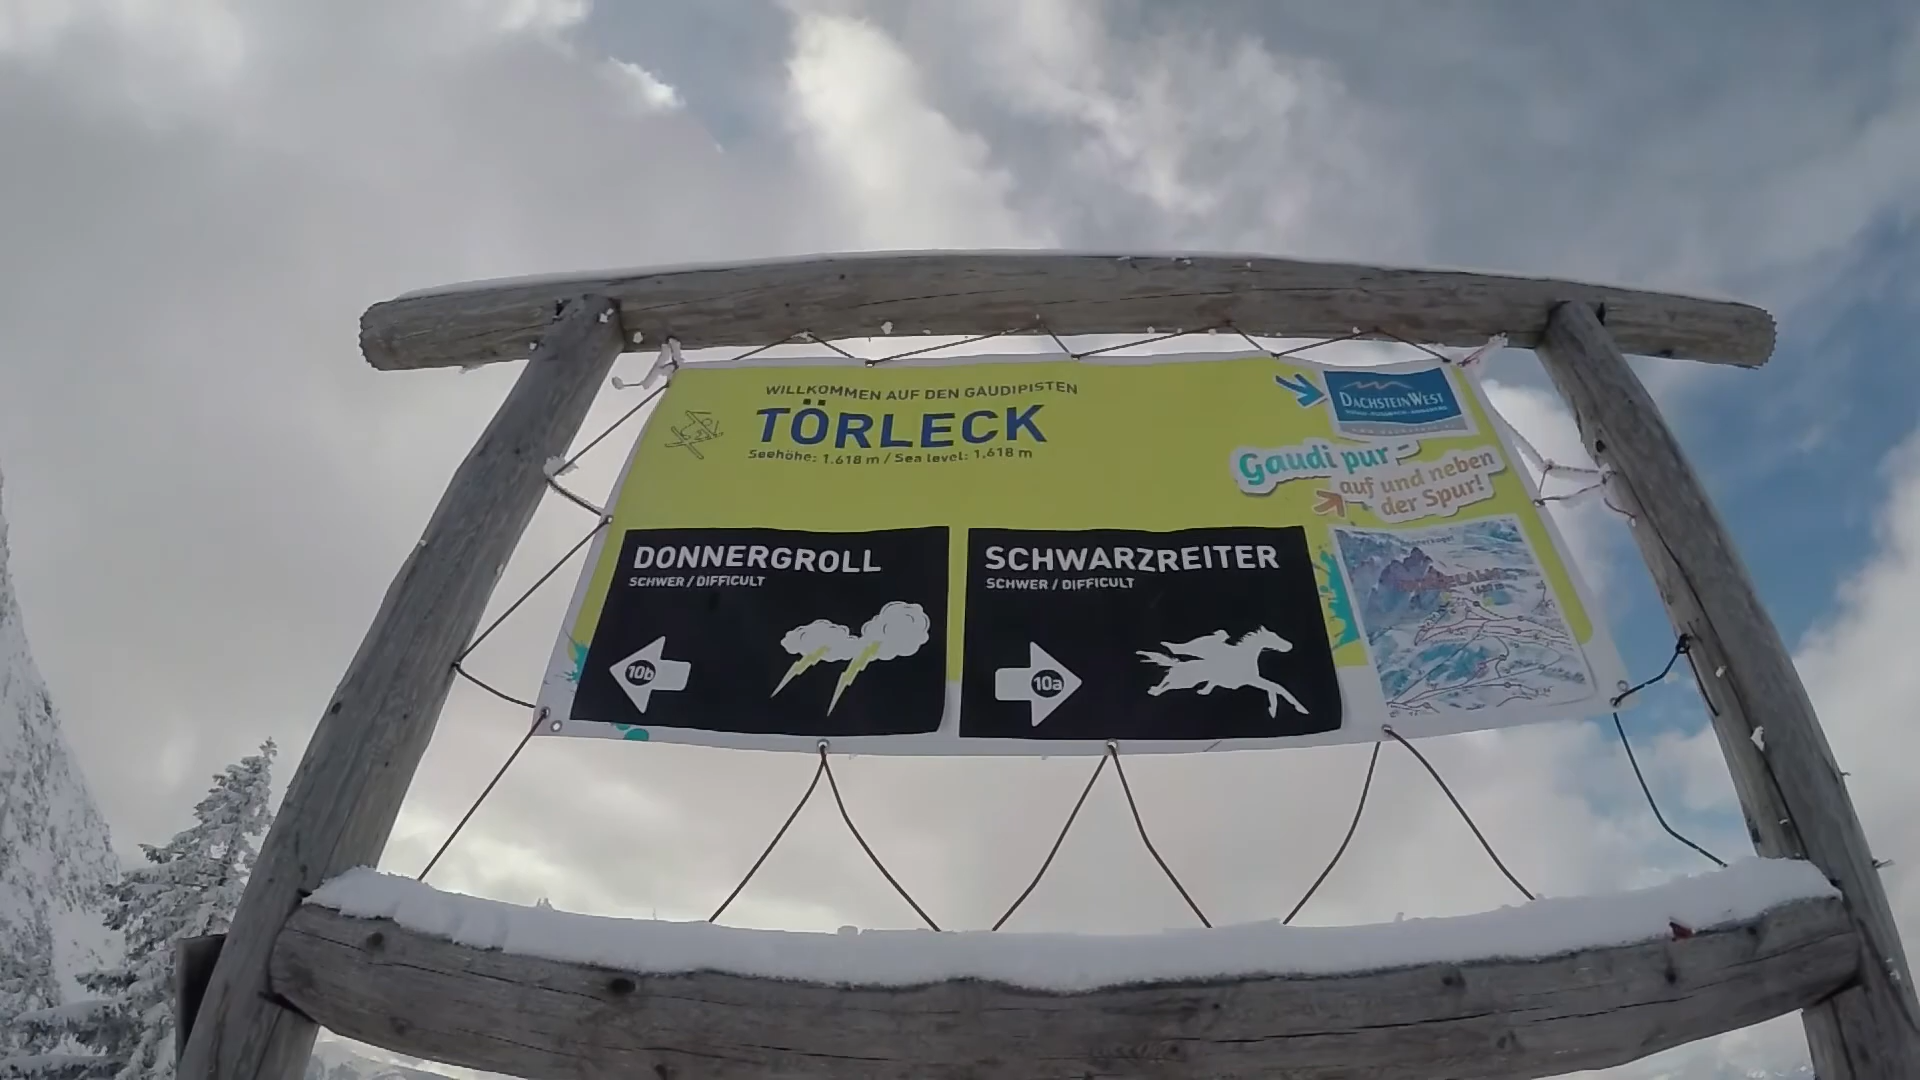 WILLKOMMEN AUF DEN GAUDIPISTEN
TÖRLECK
Seehöhe: 1.618 m / Sea level: 1,618 m
DACHSTEINWEST
Gaudi pur -
auf und neben
der Spur!
DONNERGROLL
SCHWER / DIFFICULT
10b
SCHWARZREITER
SCHWER / DIFFICULT
10a